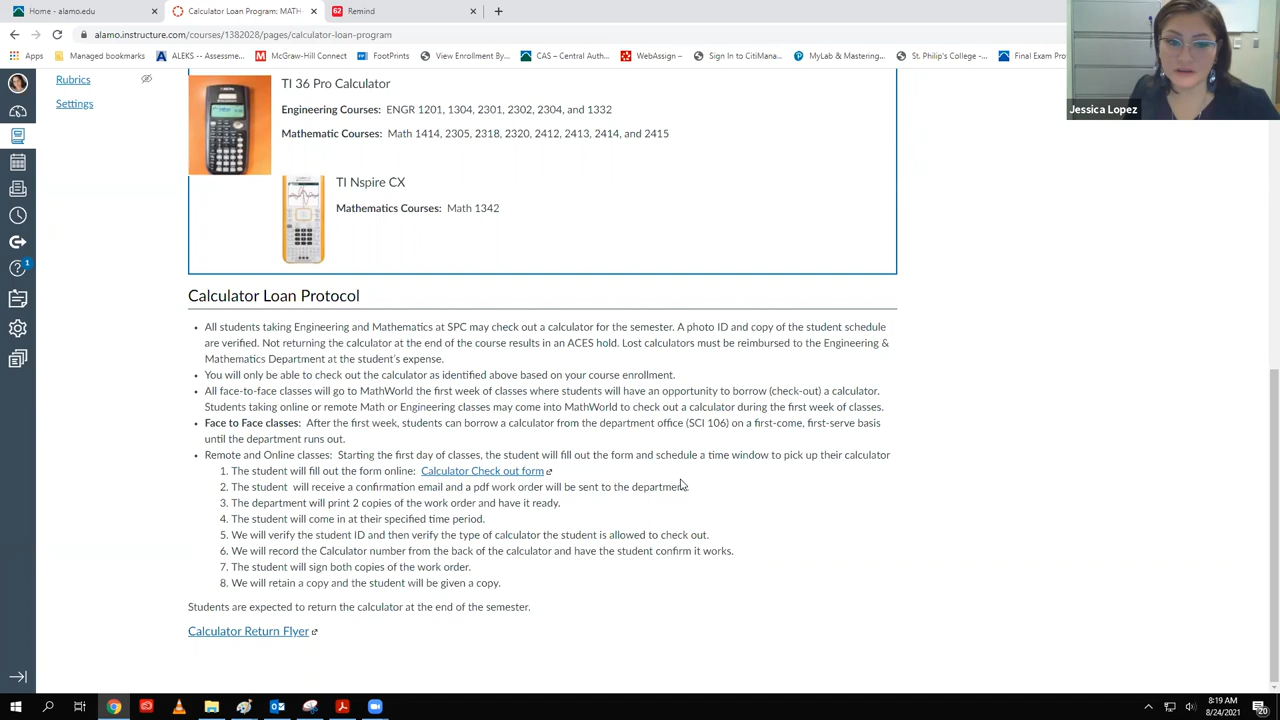 Home - alamo.edu
Calculator Loan Program: MATH-
Remind
alamo.instructure.com/courses/1382028/pages/calculator-loan-program
Apps Managed bookmarks ALEKS -- Assessme... McGraw-Hill Connect FootPrints View Enrollment By... CAS – Central Auth... WebAssign – Sign In to CitiMana... MyLab & Mastering... St. Philip's College -... Final Exam Pro
Jessica Lopez
Rubrics
Settings
TI 36 Pro Calculator
Engineering Courses: ENGR 1201, 1304, 2301, 2302, 2304, and 1332
Mathematic Courses: Math 1414, 2305, 2318, 2320, 2412, 2413, 2414, and 2415
TI Nspire CX
Mathematics Courses: Math 1342
Calculator Loan Protocol
• All students taking Engineering and Mathematics at SPC may check out a calculator for the semester. A photo ID and copy of the student schedule
are verified. Not returning the calculator at the end of the course results in an ACES hold. Lost calculators must be reimbursed to the Engineering &
Mathematics Department at the student's expense.
• You will only be able to check out the calculator as identified above based on your course enrollment.
• All face-to-face classes will go to MathWorld the first week of classes where students will have an opportunity to borrow (check-out) a calculator.
Students taking online or remote Math or Engineering classes may come into MathWorld to check out a calculator during the first week of classes.
• Face to Face classes: After the first week, students can borrow a calculator from the department office (SCI 106) on a first-come, first-serve basis
until the department runs out.
• Remote and Online classes: Starting the first day of classes, the student will fill out the form and schedule a time window to pick up their calculator
1. The student will fill out the form online: Calculator Check out form
2. The student will receive a confirmation email and a pdf work order will be sent to the department.
3. The department will print 2 copies of the work order and have it ready.
4. The student will come in at their specified time period.
5. We will verify the student ID and then verify the type of calculator the student is allowed to check out.
6. We will record the Calculator number from the back of the calculator and have the student confirm it works.
7. The student will sign both copies of the work order.
8. We will retain a copy and the student will be given a copy.
Students are expected to return the calculator at the end of the semester.
Calculator Return Flyer
8:19 AM
8/24/2021